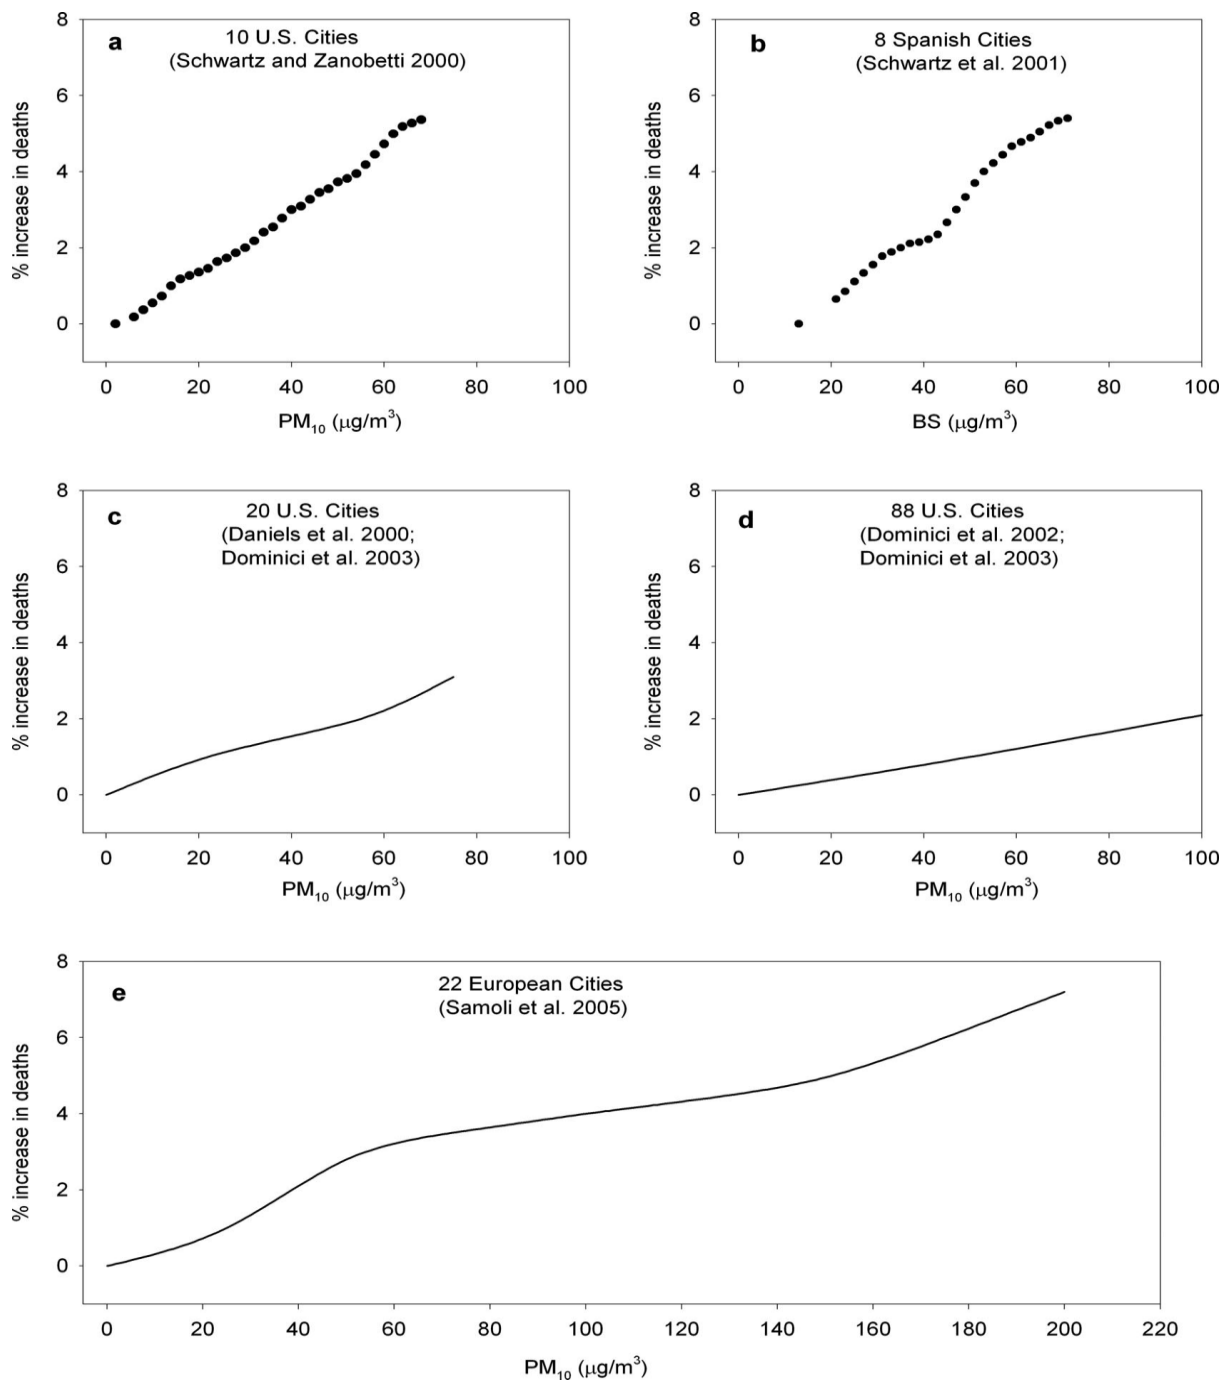 a
10 U.S. Cities
(Schwartz and Zanobetti 2000)
% increase in deaths
8
6
4
2
0
0 20 40 60 80 100
PM₁₀ (μg/m³)
b
8 Spanish Cities
(Schwartz et al. 2001)
% increase in deaths
8
6
4
2
0
0 20 40 60 80 100
BS (μg/m³)
c
20 U.S. Cities
(Daniels et al. 2000;
Dominici et al. 2003)
% increase in deaths
8
6
4
2
0
0 20 40 60 80 100
PM₁₀ (μg/m³)
d
88 U.S. Cities
(Dominici et al. 2002;
Dominici et al. 2003)
% increase in deaths
8
6
4
2
0
0 20 40 60 80 100
PM₁₀ (μg/m³)
e
22 European Cities
(Samoli et al. 2005)
% increase in deaths
8
6
4
2
0
0 20 40 60 80 100 120 140 160 180 200 220
PM₁₀ (μg/m³)